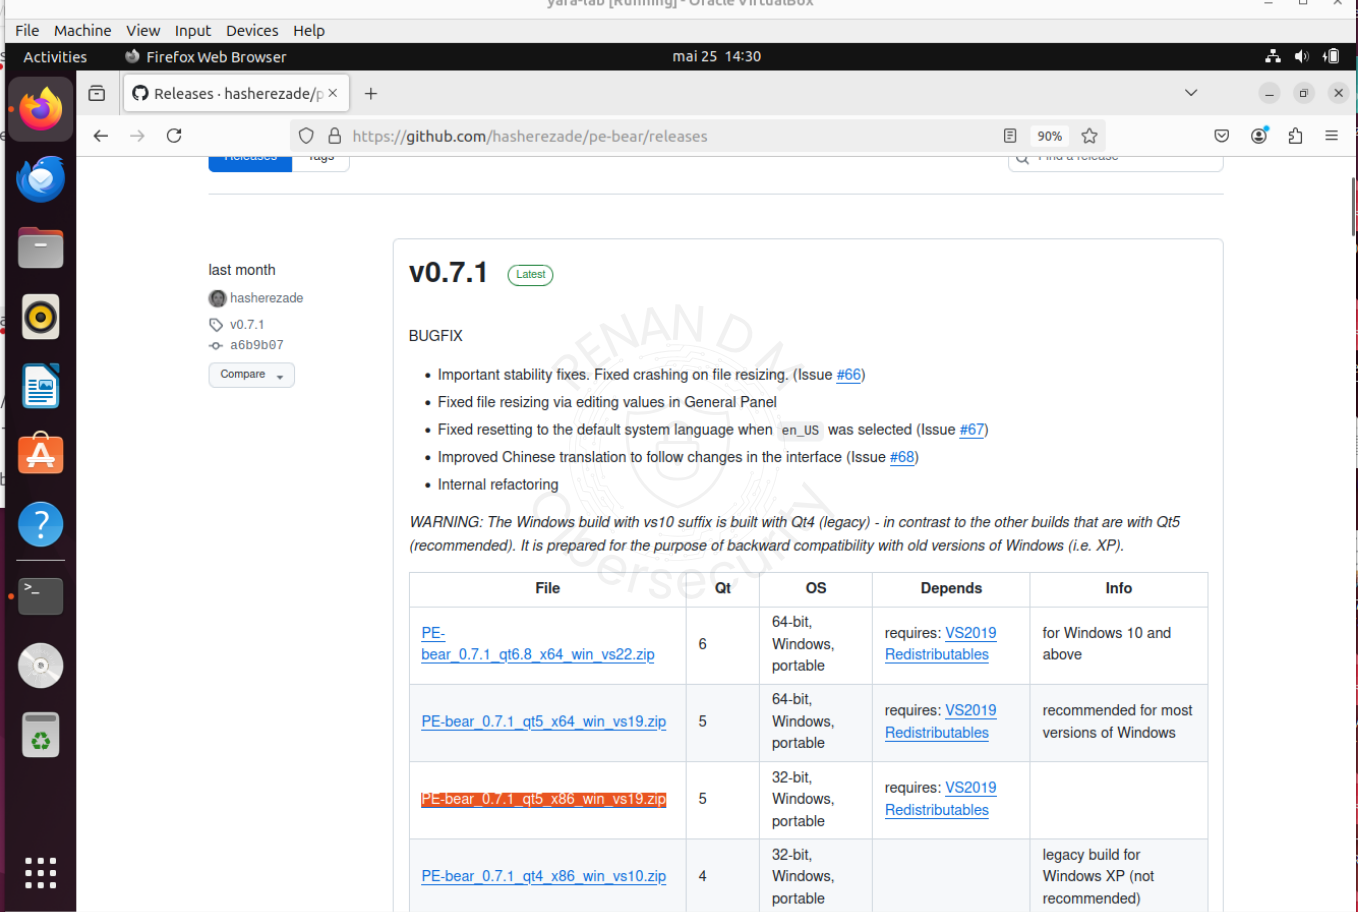 yara-lab [Running] - Oracle VirtualBox
File Machine View Input Devices Help
Activities Firefox Web Browser mai 25 14:30
Releases · hasherezade/p
https://github.com/hasherezade/pe-bear/releases 90%
Releases Tags Find a release
last month
hasherezade
v0.7.1
a6b9b07
Compare
v0.7.1 Latest
BUGFIX
• Important stability fixes. Fixed crashing on file resizing. (Issue #66)
• Fixed file resizing via editing values in General Panel
• Fixed resetting to the default system language when en_US was selected (Issue #67)
• Improved Chinese translation to follow changes in the interface (Issue #68)
• Internal refactoring
WARNING: The Windows build with vs10 suffix is built with Qt4 (legacy) - in contrast to the other builds that are with Qt5
(recommended). It is prepared for the purpose of backward compatibility with old versions of Windows (i.e. XP).
File Qt OS Depends Info
PE-
bear_0.7.1_qt6.8_x64_win_vs22.zip
6
64-bit,
Windows,
portable
requires: VS2019
Redistributables
for Windows 10 and
above
PE-bear_0.7.1_qt5_x64_win_vs19.zip
5
64-bit,
Windows,
portable
requires: VS2019
Redistributables
recommended for most
versions of Windows
PE-bear_0.7.1_qt5_x86_win_vs19.zip
5
32-bit,
Windows,
portable
requires: VS2019
Redistributables
PE-bear_0.7.1_qt4_x86_win_vs10.zip
4
32-bit,
Windows,
portable
legacy build for
Windows XP (not
recommended)